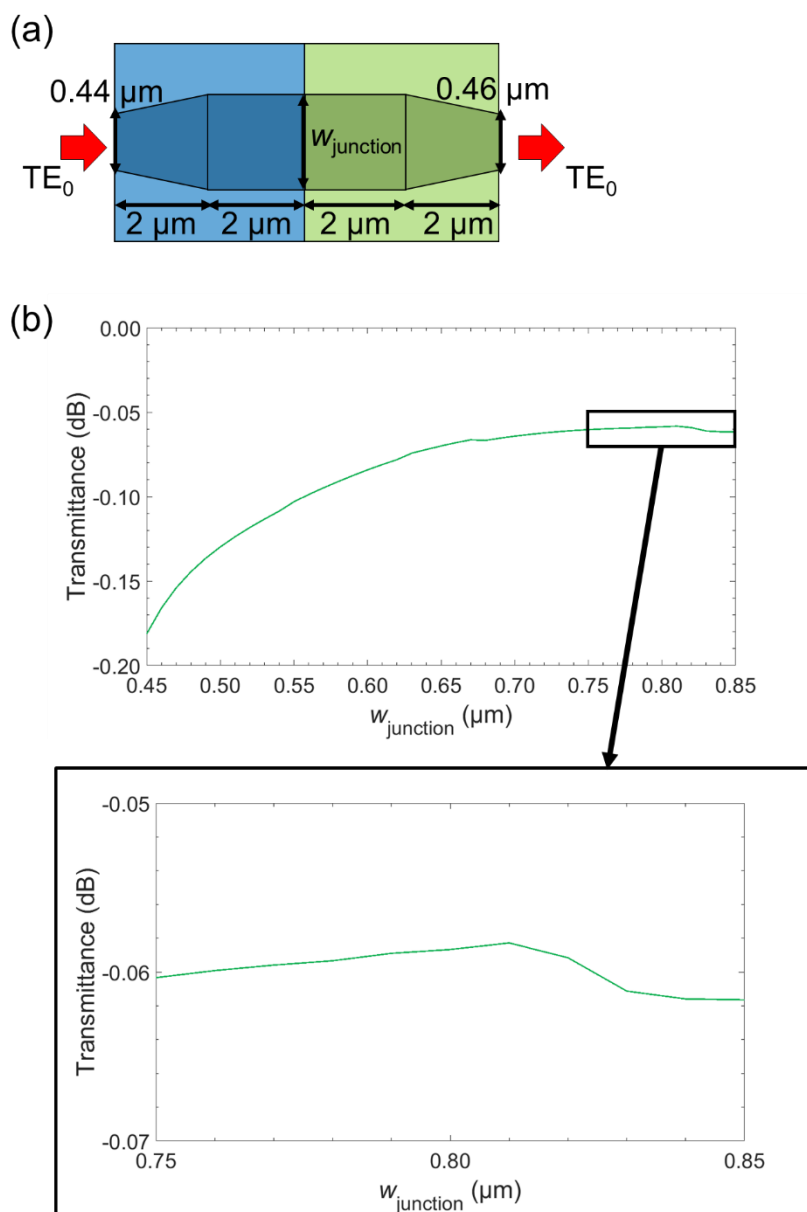 (a)
0.44 µm
0.46 µm
w_junction
TE₀
TE₀
2 µm 2 µm 2 µm 2 µm
(b)
0.00
-0.05
-0.10
-0.15
-0.20
Transmittance (dB)
0.45 0.50 0.55 0.60 0.65 0.70 0.75 0.80 0.85
w_junction (µm)
-0.05
-0.06
-0.07
Transmittance (dB)
0.75 0.80 0.85
w_junction (µm)